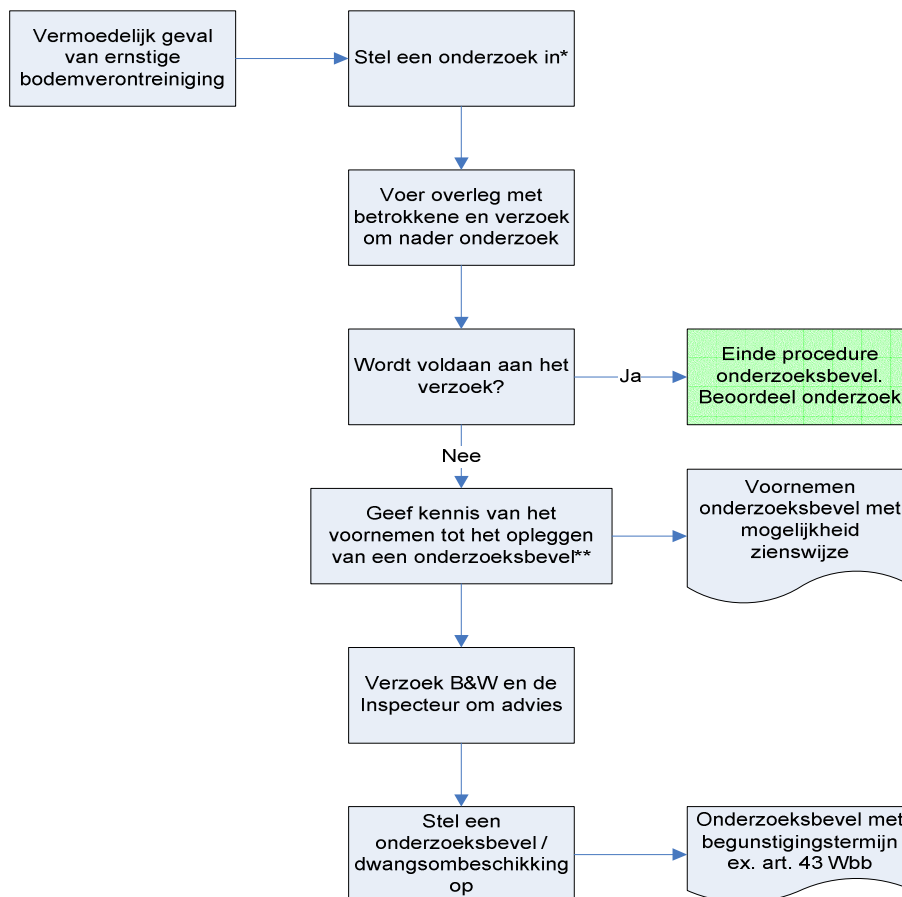 Vermoedelijk geval
van ernstige
bodemverontreiniging
Stel een onderzoek in*
Voer overleg met
betrokkene en verzoek
om nader onderzoek
Wordt voldaan aan het
verzoek?
Ja
Einde procedure
onderzoeksbevel.
Beoordeel onderzoek
Nee
Geef kennis van het
voornemen tot het opleggen
van een onderzoeksbevel**
Voornemen
onderzoeksbevel met
mogelijkheid
zienswijze
Verzoek B&W en de
Inspecteur om advies
Stel een
onderzoeksbevel /
dwangsombeschikking
op
Onderzoeksbevel met
begunstigingstermijn
ex. art. 43 Wbb